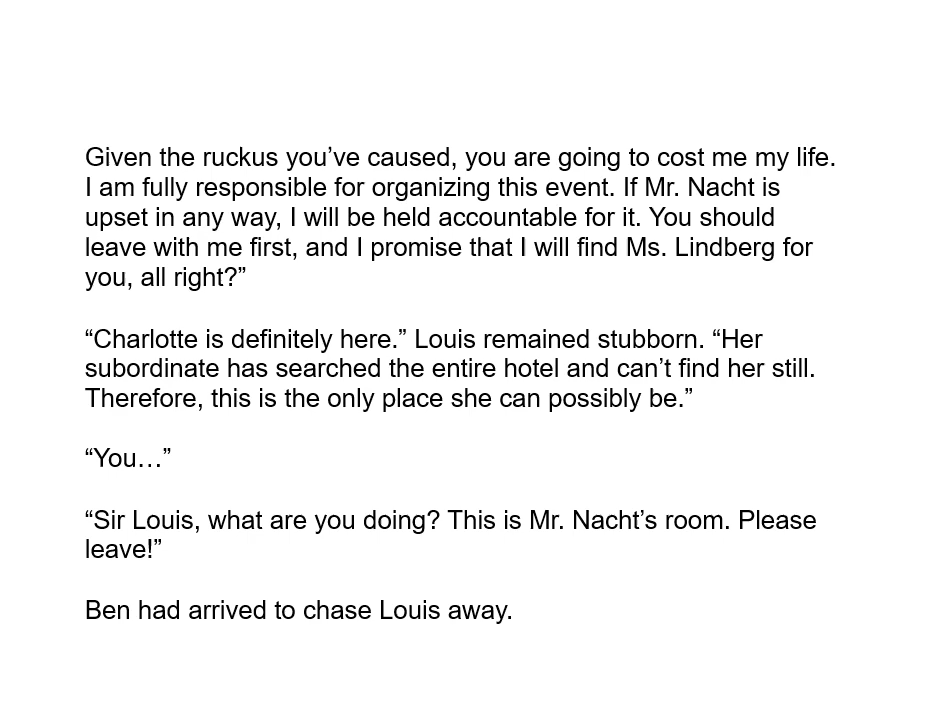 Given the ruckus you’ve caused, you are going to cost me my life.
I am fully responsible for organizing this event. If Mr. Nacht is
upset in any way, I will be held accountable for it. You should
leave with me first, and I promise that I will find Ms. Lindberg for
you, all right?”
“Charlotte is definitely here.” Louis remained stubborn. “Her
subordinate has searched the entire hotel and can’t find her still.
Therefore, this is the only place she can possibly be.”
“You…”
“Sir Louis, what are you doing? This is Mr. Nacht’s room. Please
leave!”
Ben had arrived to chase Louis away.